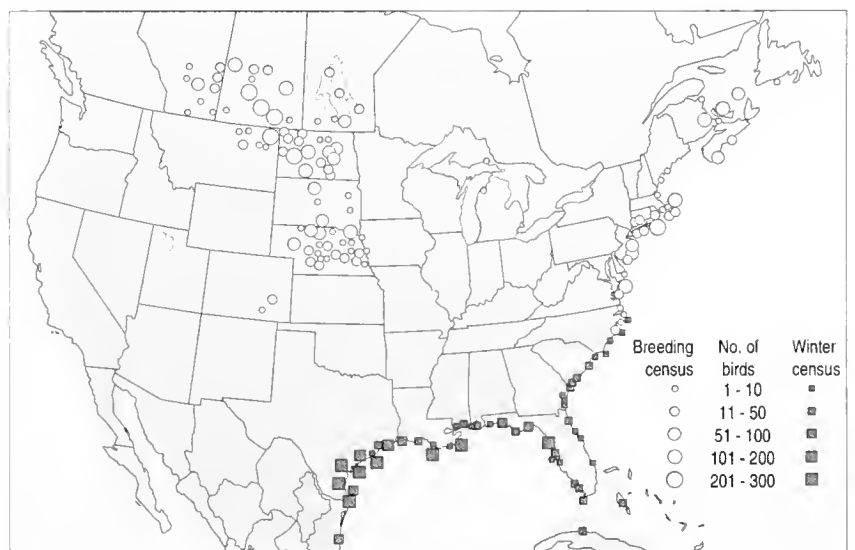 Breeding No. of Winter
census birds census
1 - 10
11 - 50
51 - 100
101 - 200
201 - 300